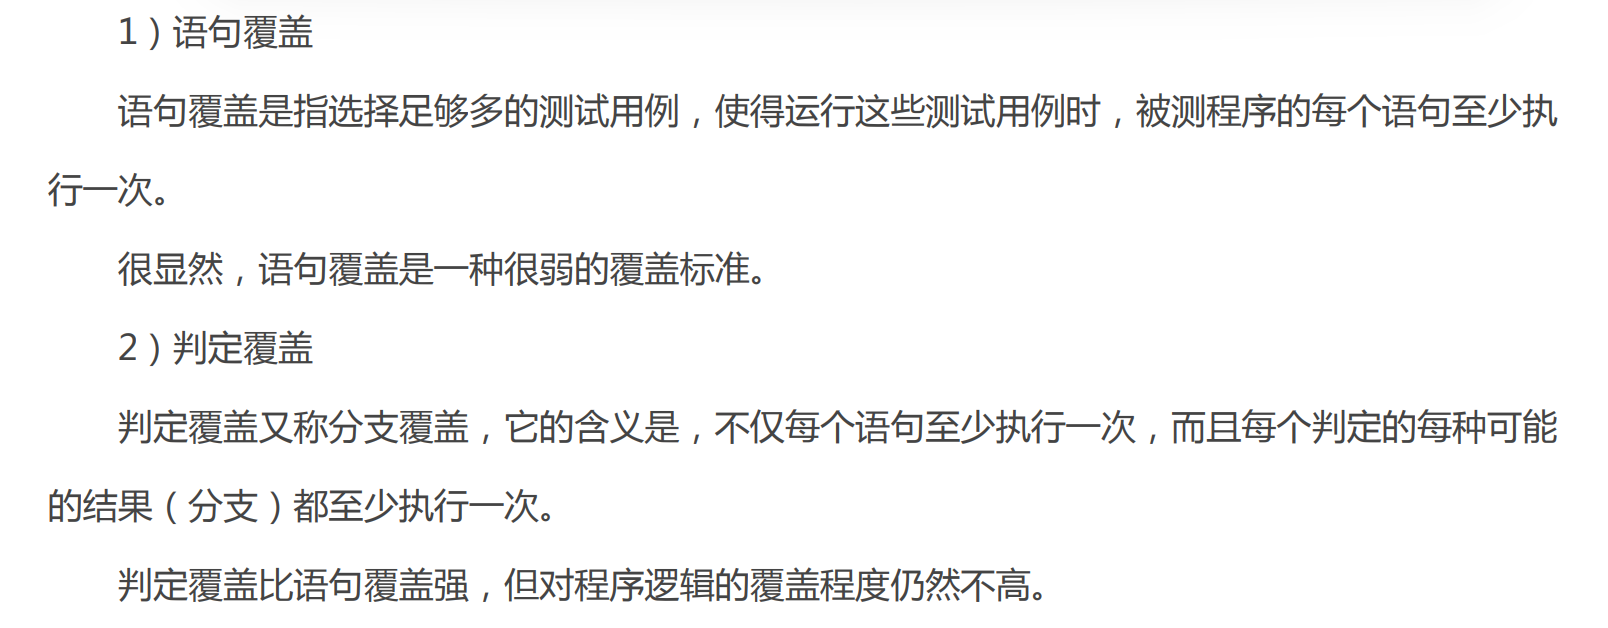 1）语句覆盖
语句覆盖是指选择足够多的测试用例，使得运行这些测试用例时，被测程序的每个语句至少执
行一次。
很显然，语句覆盖是一种很弱的覆盖标准。
2）判定覆盖
判定覆盖又称分支覆盖，它的含义是，不仅每个语句至少执行一次，而且每个判定的每种可能
的结果（分支）都至少执行一次。
判定覆盖比语句覆盖强，但对程序逻辑的覆盖程度仍然不高。